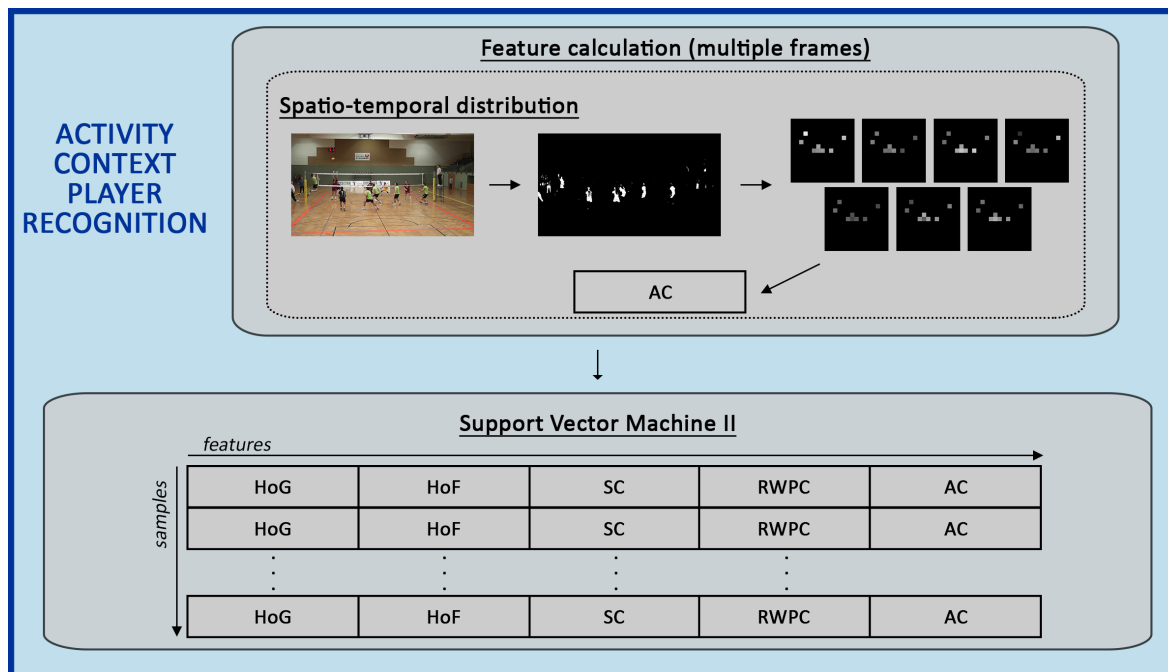 Feature calculation (multiple frames)
Spatio-temporal distribution
ACTIVITY
CONTEXT
PLAYER
RECOGNITION
AC
Support Vector Machine II
features
samples
HoG HoF SC RWPC AC
HoG HoF SC RWPC AC
HoG HoF SC RWPC AC